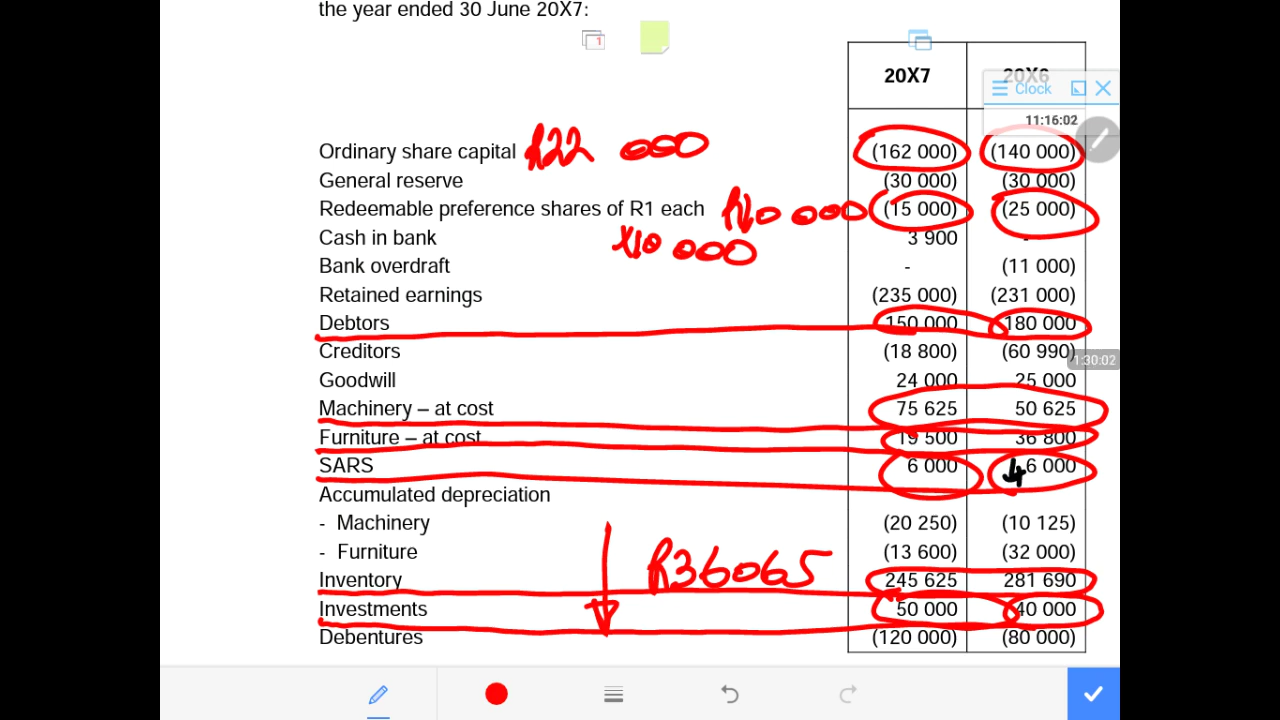 the year ended 30 June 20X7:
1
20X7 20X6
Clock
11:16:02
Ordinary share capital R22 000 (162 000) (140 000)
General reserve (30 000) (30 000)
Redeemable preference shares of R1 each R10 000 (15 000) (25 000)
Cash in bank 3 900 -
X10 000
Bank overdraft - (11 000)
Retained earnings (235 000) (231 000)
Debtors 150 000 180 000
Creditors (18 800) (60 990)
1:30:02
Goodwill 24 000 25 000
Machinery – at cost 75 625 50 625
Furniture – at cost 19 500 36 800
SARS 6 000 46 000
Accumulated depreciation
- Machinery (20 250) (10 125)
- Furniture (13 600) (32 000)
R36065
Inventory 245 625 281 690
Investments 50 000 40 000
Debentures (120 000) (80 000)